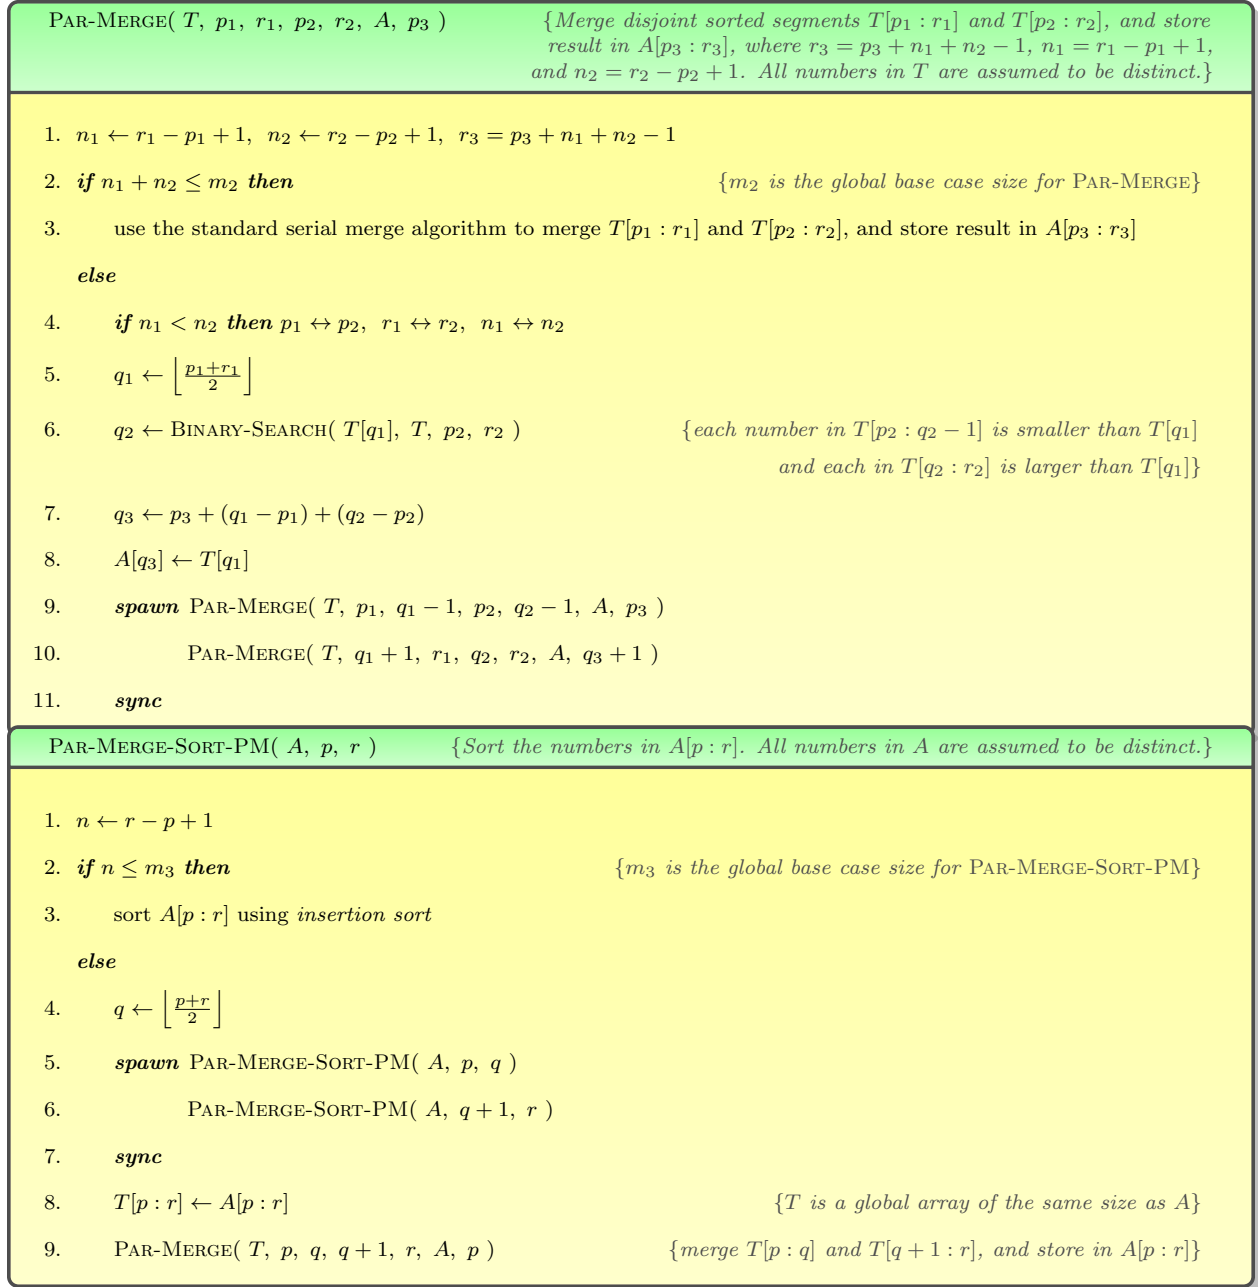 PAR-MERGE( T, p₁, r₁, p₂, r₂, A, p₃ ) {Merge disjoint sorted segments T[p₁ : r₁] and T[p₂ : r₂], and store
result in A[p₃ : r₃], where r₃ = p₃ + n₁ + n₂ − 1, n₁ = r₁ − p₁ + 1,
and n₂ = r₂ − p₂ + 1. All numbers in T are assumed to be distinct.}
1. n₁ ← r₁ − p₁ + 1, n₂ ← r₂ − p₂ + 1, r₃ = p₃ + n₁ + n₂ − 1
2. if n₁ + n₂ ≤ m₂ then {m₂ is the global base case size for PAR-MERGE}
3. use the standard serial merge algorithm to merge T[p₁ : r₁] and T[p₂ : r₂], and store result in A[p₃ : r₃]
else
4. if n₁ < n₂ then p₁ ↔ p₂, r₁ ↔ r₂, n₁ ↔ n₂
5. q₁ ← ⌊(p₁+r₁)/2⌋
6. q₂ ← BINARY-SEARCH( T[q₁], T, p₂, r₂ ) {each number in T[p₂ : q₂ − 1] is smaller than T[q₁]
and each in T[q₂ : r₂] is larger than T[q₁]}
7. q₃ ← p₃ + (q₁ − p₁) + (q₂ − p₂)
8. A[q₃] ← T[q₁]
9. spawn PAR-MERGE( T, p₁, q₁ − 1, p₂, q₂ − 1, A, p₃ )
10. PAR-MERGE( T, q₁ + 1, r₁, q₂, r₂, A, q₃ + 1 )
11. sync
PAR-MERGE-SORT-PM( A, p, r ) {Sort the numbers in A[p : r]. All numbers in A are assumed to be distinct.}
1. n ← r − p + 1
2. if n ≤ m₃ then {m₃ is the global base case size for PAR-MERGE-SORT-PM}
3. sort A[p : r] using insertion sort
else
4. q ← ⌊(p+r)/2⌋
5. spawn PAR-MERGE-SORT-PM( A, p, q )
6. PAR-MERGE-SORT-PM( A, q + 1, r )
7. sync
8. T[p : r] ← A[p : r] {T is a global array of the same size as A}
9. PAR-MERGE( T, p, q, q + 1, r, A, p ) {merge T[p : q] and T[q + 1 : r], and store in A[p : r]}